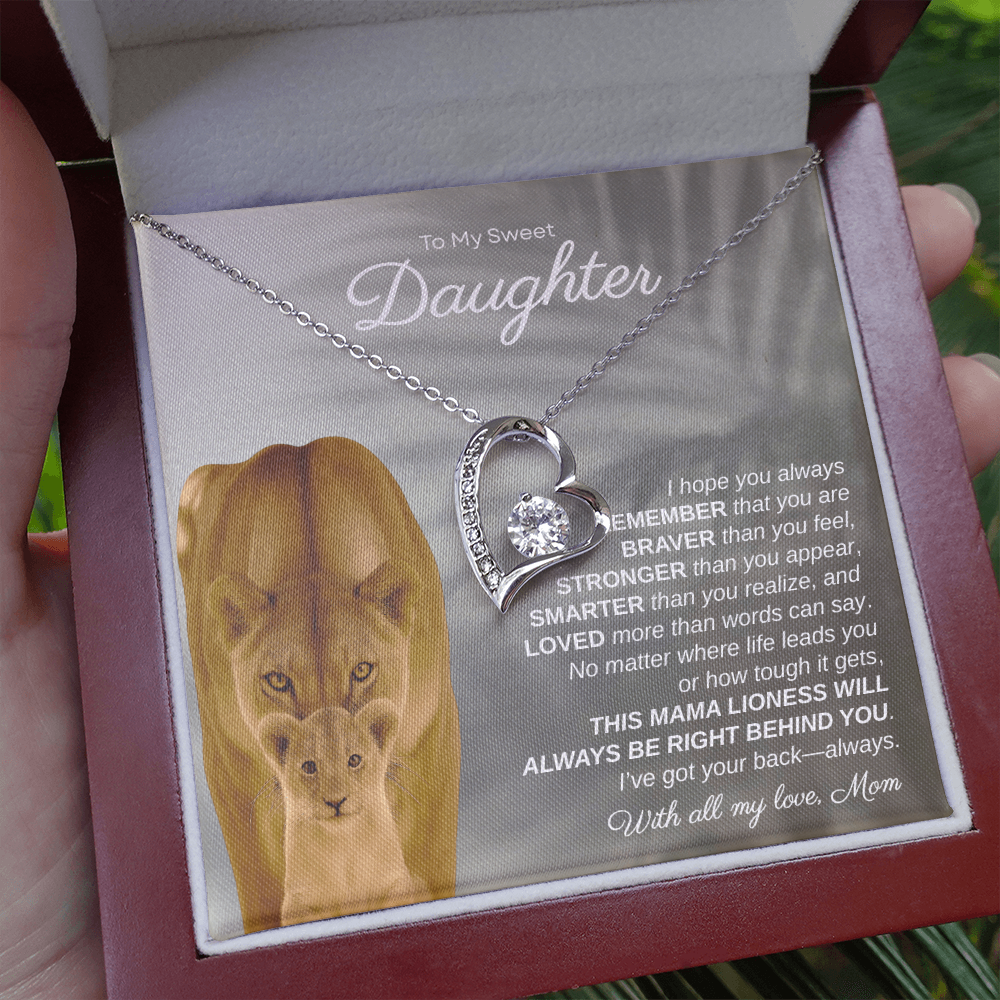 To My Sweet
Daughter
I hope you always
EMEMBER that you are
BRAVER than you feel,
STRONGER than you appear,
SMARTER than you realize, and
LOVED more than words can say.
No matter where life leads you
or how tough it gets,
THIS MAMA LIONESS WILL
ALWAYS BE RIGHT BEHIND YOU.
I've got your back—always.
With all my love, Mom